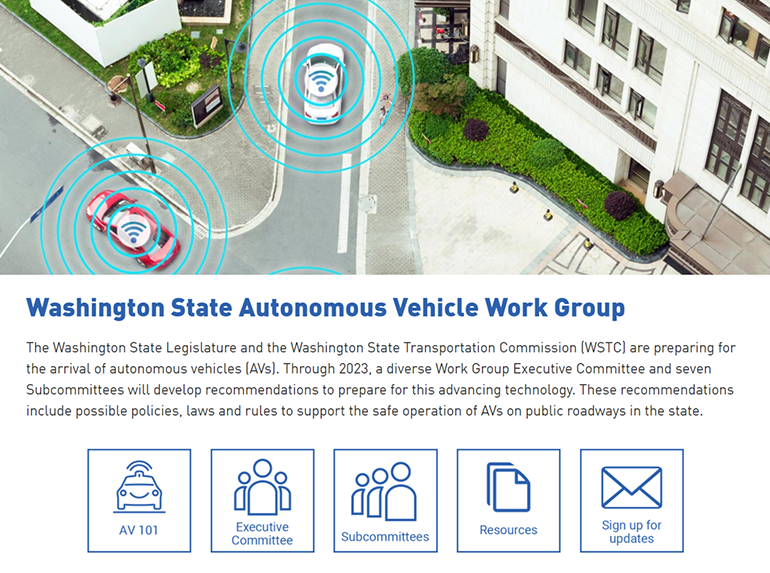 Washington State Autonomous Vehicle Work Group
The Washington State Legislature and the Washington State Transportation Commission (WSTC) are preparing for
the arrival of autonomous vehicles (AVs). Through 2023, a diverse Work Group Executive Committee and seven
Subcommittees will develop recommendations to prepare for this advancing technology. These recommendations
include possible policies, laws and rules to support the safe operation of AVs on public roadways in the state.
AV 101
Executive
Committee
Subcommittees
Resources
Sign up for
updates